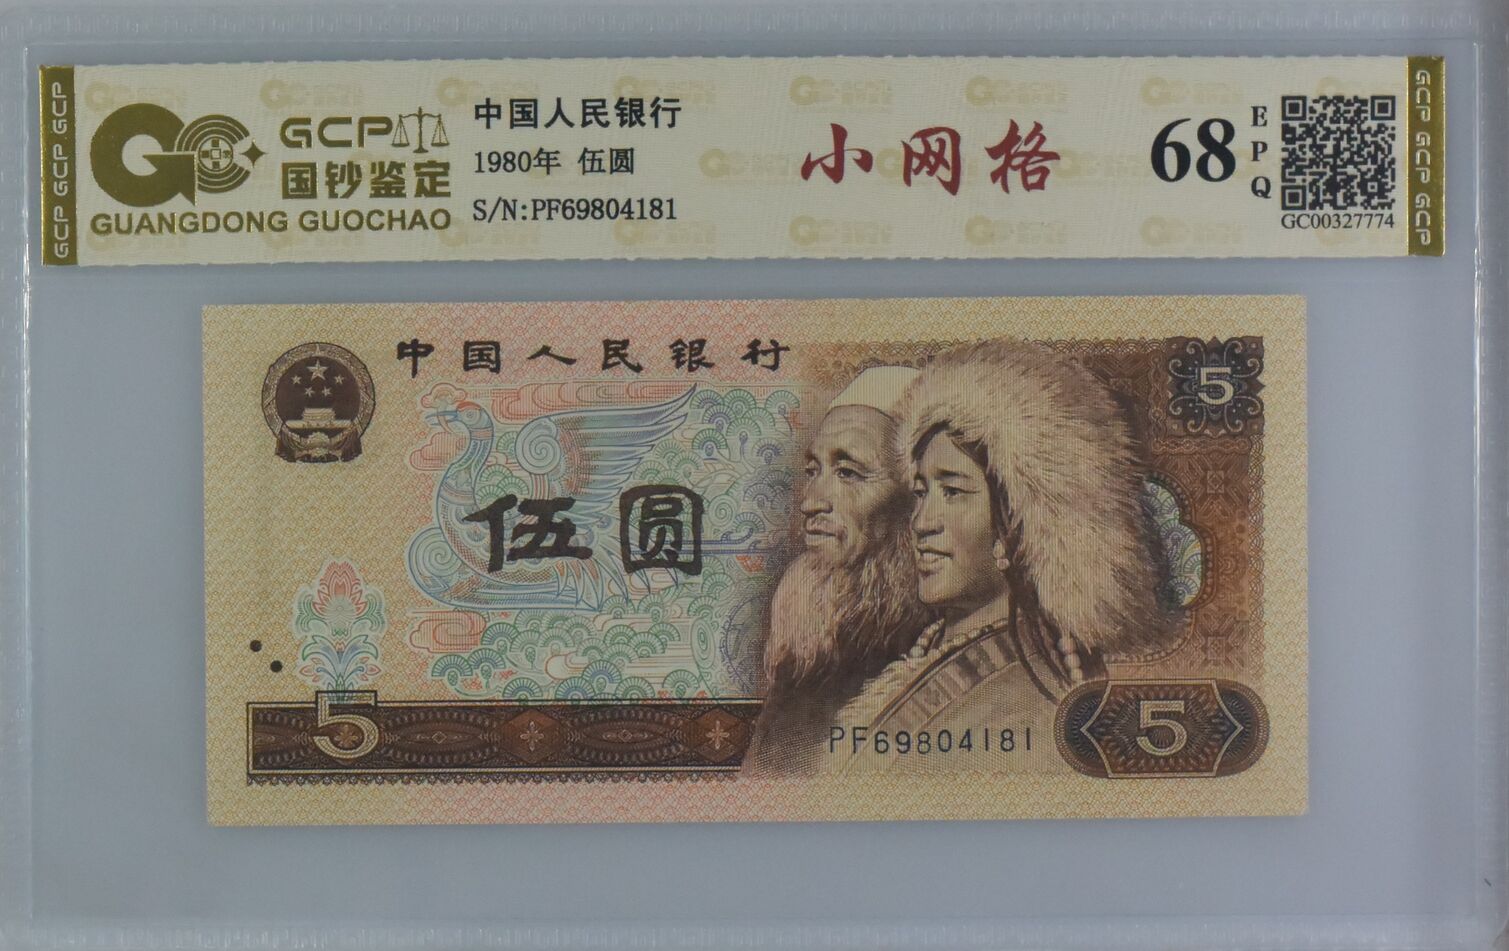 GCP GCP GCP
GCP
国钞鉴定
GUANGDONG GUOCHAO
中国人民银行
1980年 伍圆
S/N:PF69804181
小网格
68
EPQ
GC00327774
GCP GCP GCP
中国人民银行
5
伍圆
5
PF69804181
5